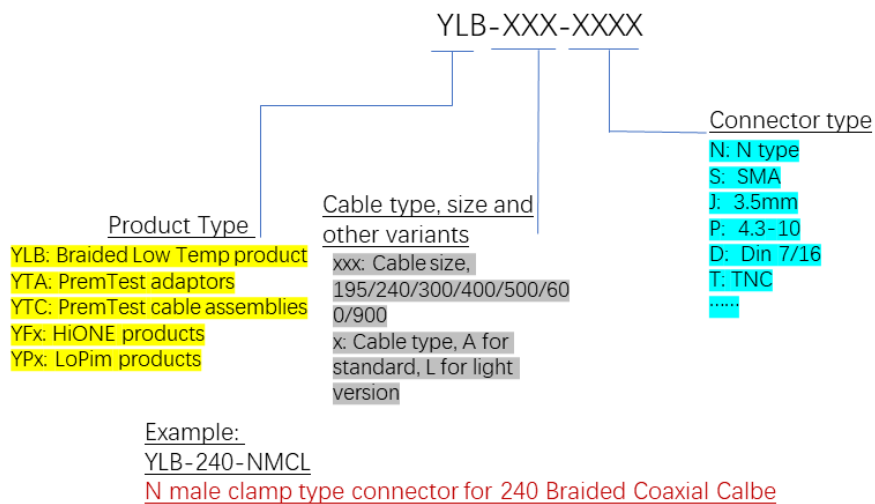 YLB-XXX-XXXX
Product Type
YLB: Braided Low Temp product
YTA: PremTest adaptors
YTC: PremTest cable assemblies
YFx: HiONE products
YPx: LoPim products
Cable type, size and
other variants
xxx: Cable size,
195/240/300/400/500/60
0/900
x: Cable type, A for
standard, L for light
version
Connector type
N: N type
S: SMA
J: 3.5mm
P: 4.3-10
D: Din 7/16
T: TNC
......
Example:
YLB-240-NMCL
N male clamp type connector for 240 Braided Coaxial Calbe